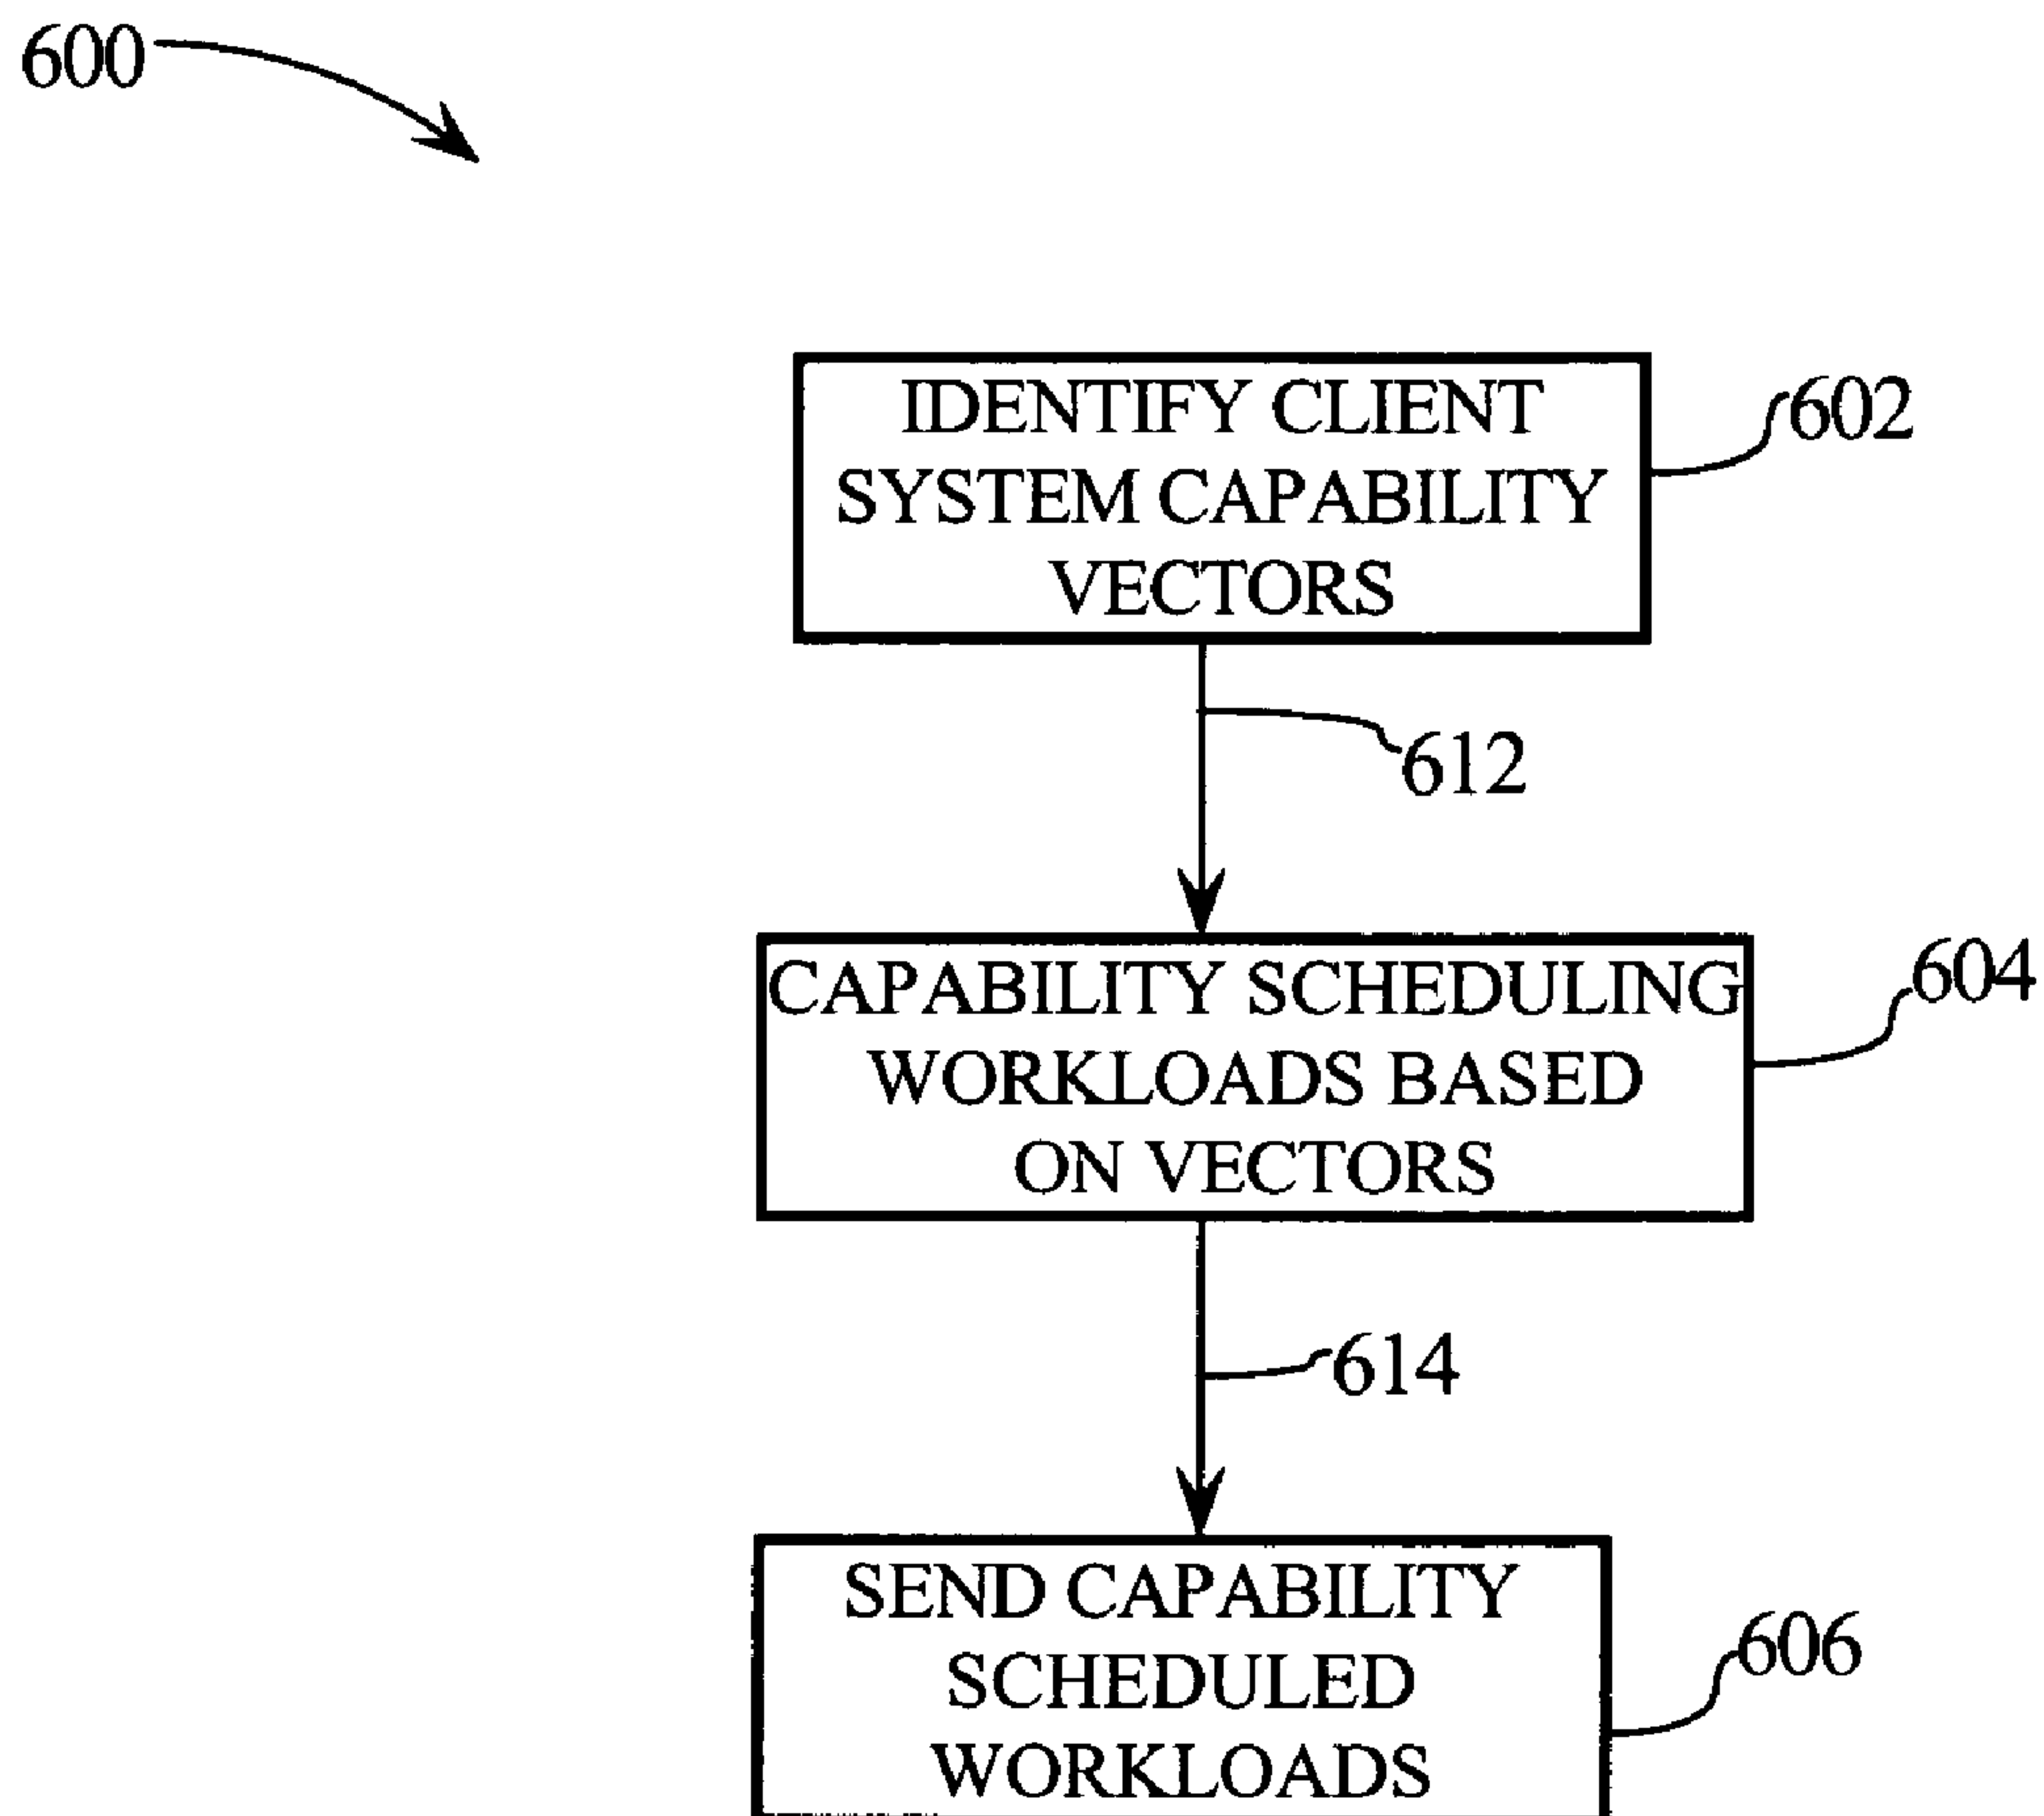 600
IDENTIFY CLIENT
SYSTEM CAPABILITY
VECTORS
602
612
CAPABILITY SCHEDULING
WORKLOADS BASED
ON VECTORS
604
614
SEND CAPABILITY
SCHEDULED
WORKLOADS
606